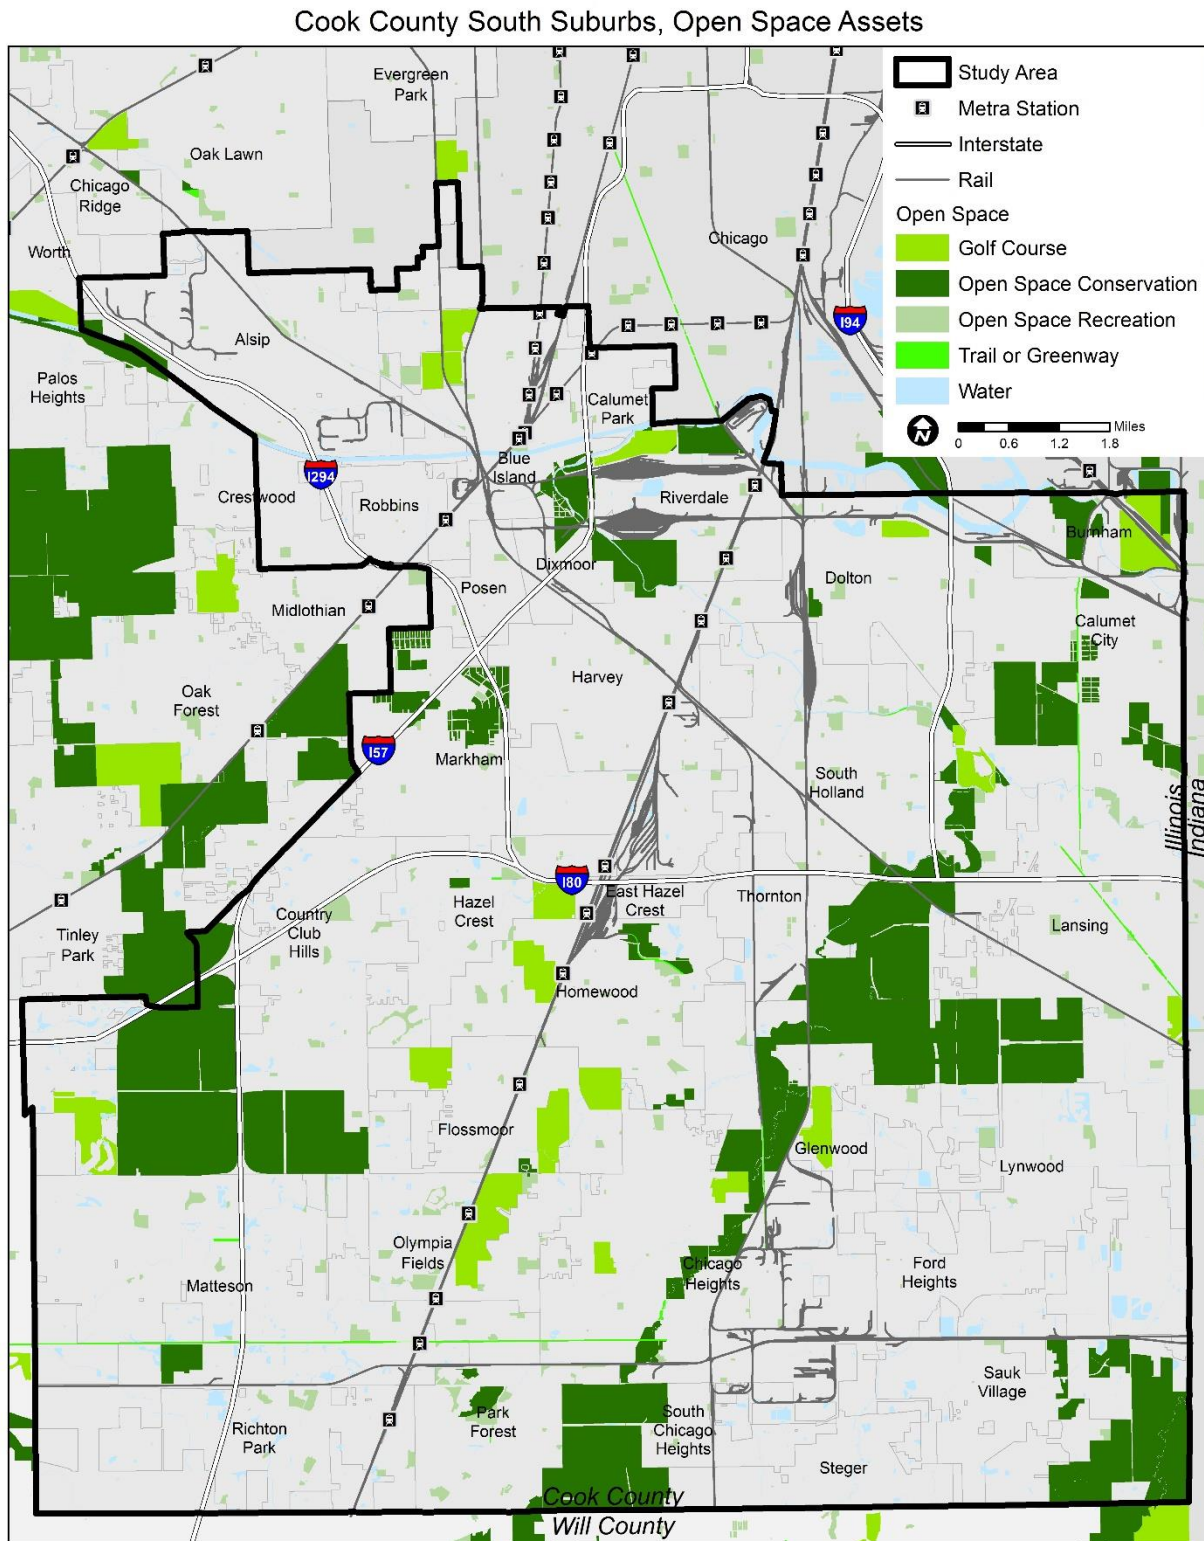 Cook County South Suburbs, Open Space Assets
Study Area
Metra Station
Interstate
Rail
Open Space
Golf Course
Open Space Conservation
Open Space Recreation
Trail or Greenway
Water
N
Miles
0 0.6 1.2 1.8
Evergreen
Park
Oak Lawn
Chicago
Ridge
Worth
Chicago
I94
Alsip
Palos
Heights
Calumet
Park
Blue
Island
I294
Crestwood
Robbins
Riverdale
Burnham
Dixmoor
Posen
Dolton
Midlothian
Calumet
City
Harvey
Oak
Forest
I57
Markham
South
Holland
Illinois
Indiana
I80
East Hazel
Crest
Hazel
Crest
Thornton
Country
Club
Hills
Tinley
Park
Lansing
Homewood
Flossmoor
Glenwood
Lynwood
Olympia
Fields
Chicago
Heights
Ford
Heights
Matteson
Sauk
Village
Richton
Park
Park
Forest
South
Chicago
Heights
Steger
Cook County
Will County